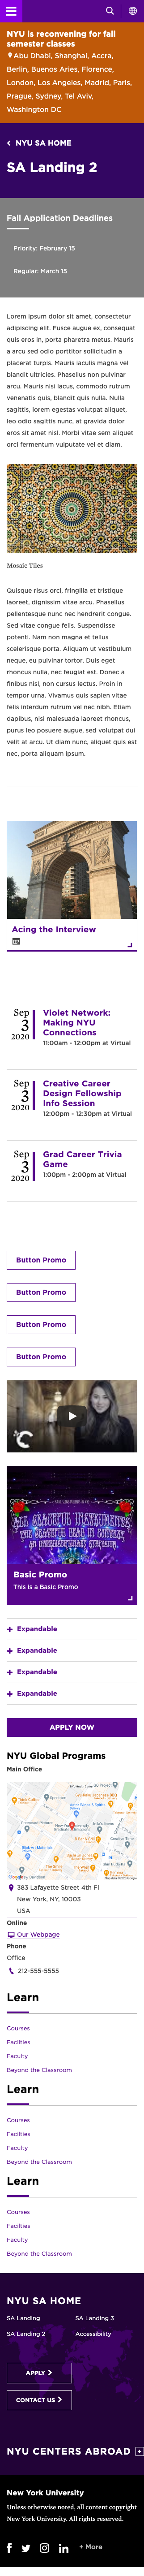 NYU is reconvening for fall
semester classes
Abu Dhabi, Shanghai, Accra,
Berlin, Buenos Aries, Florence,
London, Los Angeles, Madrid, Paris,
Prague, Sydney, Tel Aviv,
Washington DC
NYU SA HOME
SA Landing 2
Fall Application Deadlines
Priority: February 15
Regular: March 15
Lorem ipsum dolor sit amet, consectetur
adipiscing elit. Fusce augue ex, consequat
quis eros in, porta pharetra metus. Mauris
a arcu sed odio porttitor sollicitudin a
placerat turpis. Mauris iaculis magna vel
blandit ultricies. Phasellus non pulvinar
arcu. Mauris nisl lacus, commodo rutrum
venenatis quis, blandit quis nulla. Nulla
sagittis, lorem egestas volutpat aliquet,
leo odio sagittis nunc, at gravida dolor
eros sit amet nisl. Morbi vitae sem aliquet
orci fermentum vulputate vel et diam.
Mosaic Tiles
Quisque risus orci, fringilla et tristique
laoreet, dignissim vitae arcu. Phasellus
pellentesque nunc nec hendrerit congue.
Sed vitae congue felis. Suspendisse
potenti. Nam non magna et tellus
scelerisque porta. Aliquam ut vestibulum
neque, eu pulvinar tortor. Duis eget
rhoncus nulla, nec feugiat est. Donec a
finibus nisl, non cursus lectus. Proin in
tempor urna. Vivamus quis sapien vitae
felis interdum bibendum ut neque. Etiam
dapibus, nisi malesuada laoreet rhoncus,
purus leo posuere augue, sed volutpat dui
velit at arcu. Ut diam nunc, aliquet quis est
nec, porta aliquam ipsum.
Acing the Interview
Sep
3
2020
Violet Network:
Making NYU
Connections
11:00am - 12:00pm at Virtual
Sep
3
2020
Creative Career
Design Fellowship
Info Session
12:00pm - 12:30pm at Virtual
Sep
3
2020
Grad Career Trivia
Game
1:00pm - 2:00pm at Virtual
Button Promo
Button Promo
Button Promo
Button Promo
Basic Promo
This is a Basic Promo
Expandable
Expandable
Expandable
Expandable
APPLY NOW
NYU Global Programs
Main Office
383 Lafayette Street 4th Fl
New York, NY, 10003
USA
Online
Our Webpage
Phone
Office
212-555-5555
Learn
Courses
Facilties
Faculty
Beyond the Classroom
Learn
Courses
Facilties
Faculty
Beyond the Classroom
Learn
Courses
Facilties
Faculty
Beyond the Classroom
NYU SA HOME
SA Landing SA Landing 3
SA Landing 2 Accessibility
APPLY
CONTACT US
NYU CENTERS ABROAD
New York University
Unless otherwise noted, all content copyright
New York University. All rights reserved.
+ More